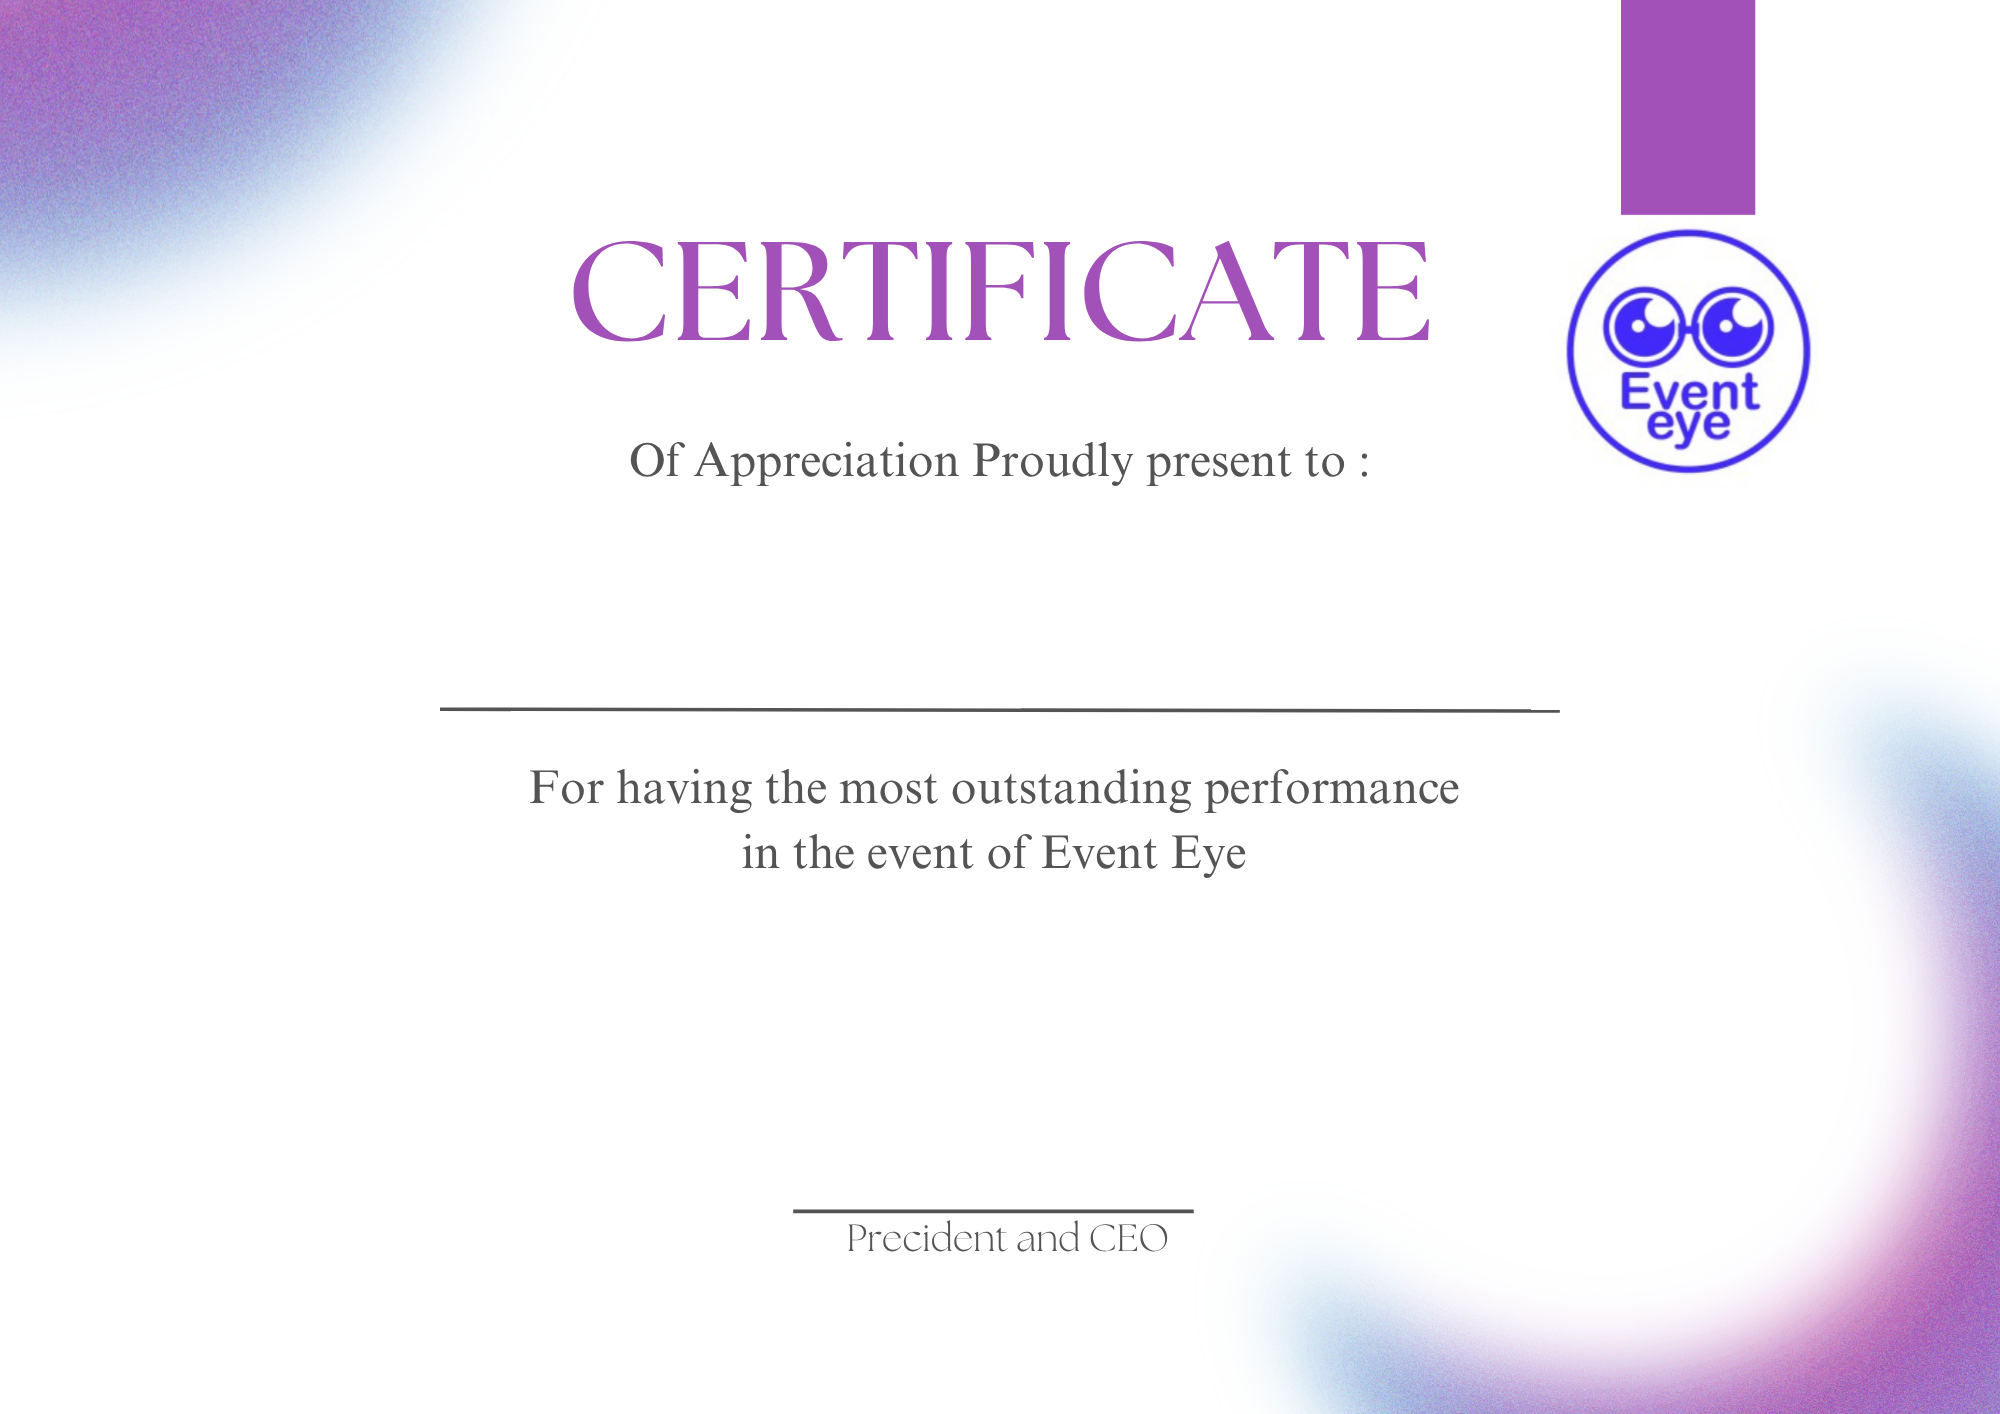 CERTIFICATE
Event
eye
Of Appreciation Proudly present to :
For having the most outstanding performance
in the event of Event Eye
Precident and CEO